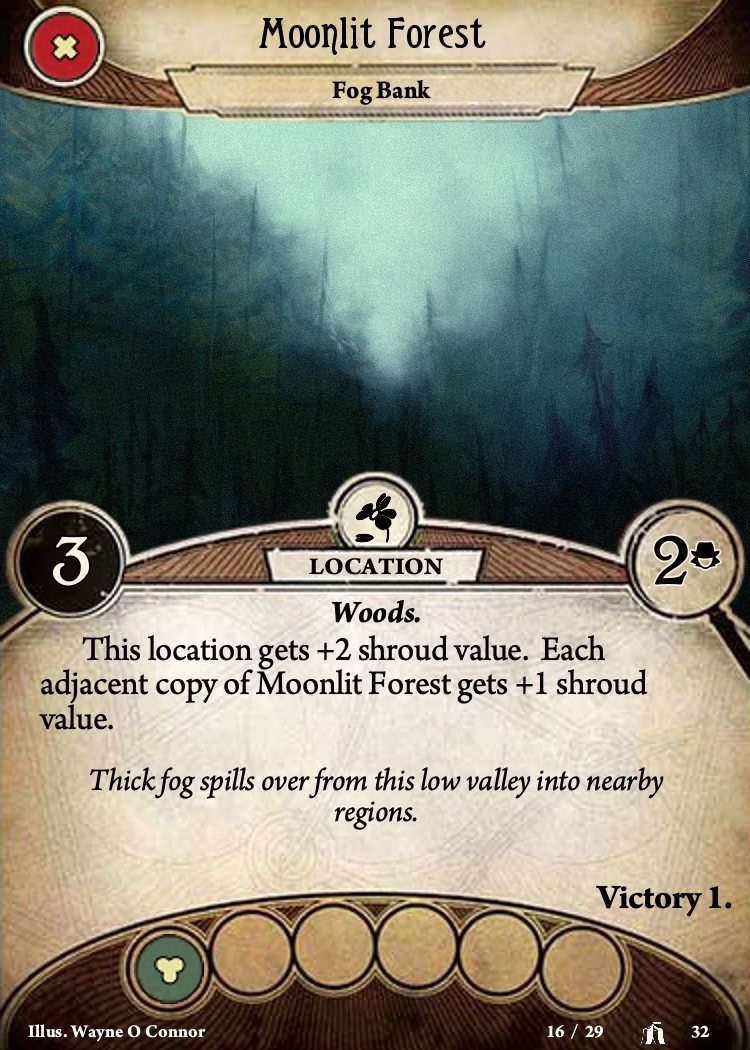 Moonlit Forest
Fog Bank
3
2
LOCATION
Woods.
This location gets +2 shroud value. Each
adjacent copy of Moonlit Forest gets +1 shroud
value.
Thick fog spills over from this low valley into nearby
regions.
Victory 1.
Illus. Wayne O Connor
16 / 29
32